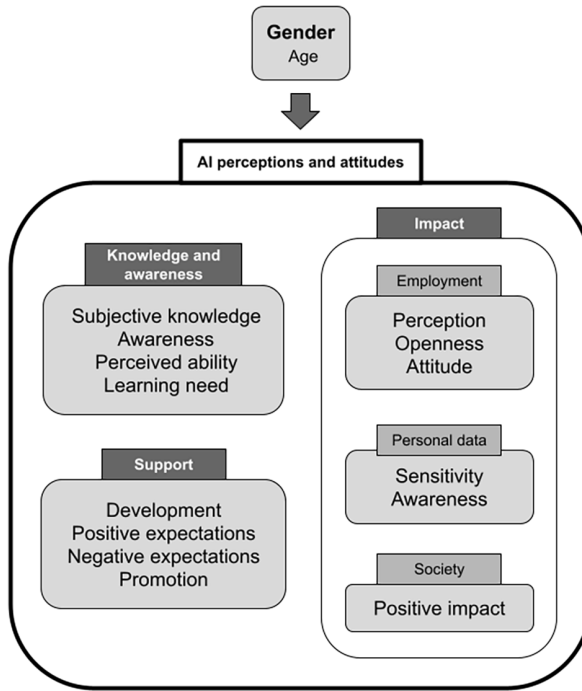 Gender
Age
AI perceptions and attitudes
Knowledge and
awareness
Subjective knowledge
Awareness
Perceived ability
Learning need
Support
Development
Positive expectations
Negative expectations
Promotion
Impact
Employment
Perception
Openness
Attitude
Personal data
Sensitivity
Awareness
Society
Positive impact